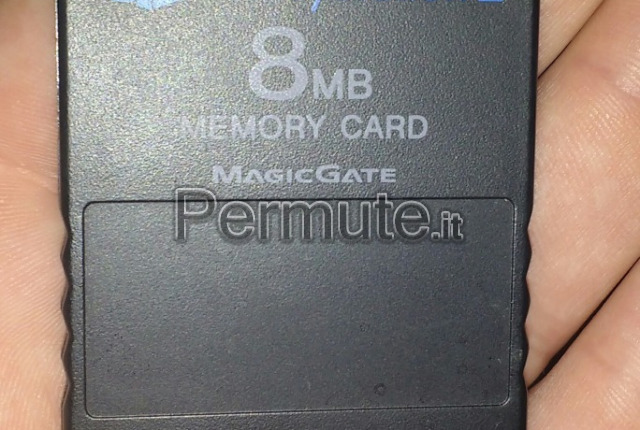 8MB
MEMORY CARD
MAGICGATE
Permute.it